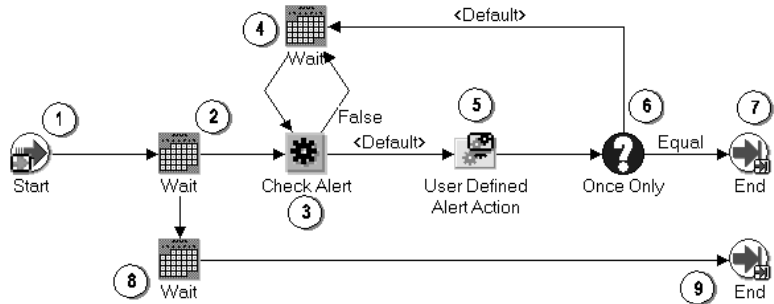 <Default>
4
Wait
1
2
5
6
7
False
<Default>
Equal
Start
Wait
Check Alert
User Defined
Alert Action
Once Only
End
3
8
Wait
9
End